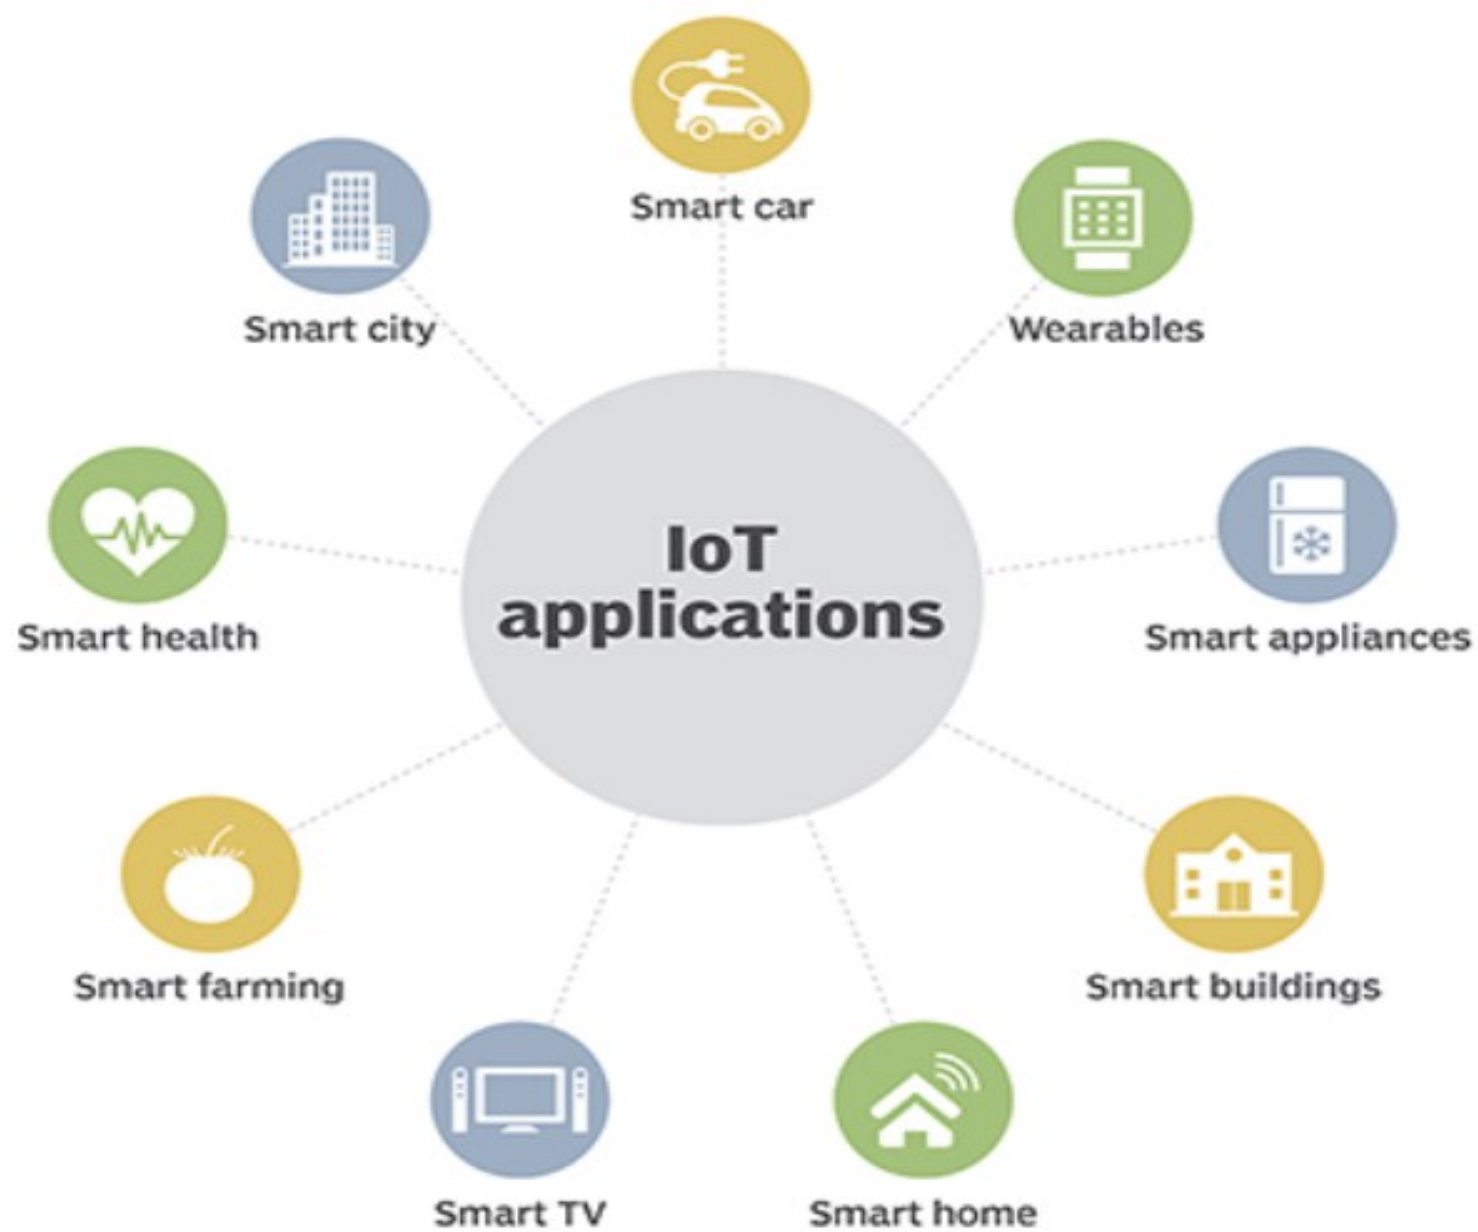 Smart car
Smart city
Wearables
IoT
applications
Smart health
Smart appliances
Smart farming
Smart buildings
Smart TV
Smart home